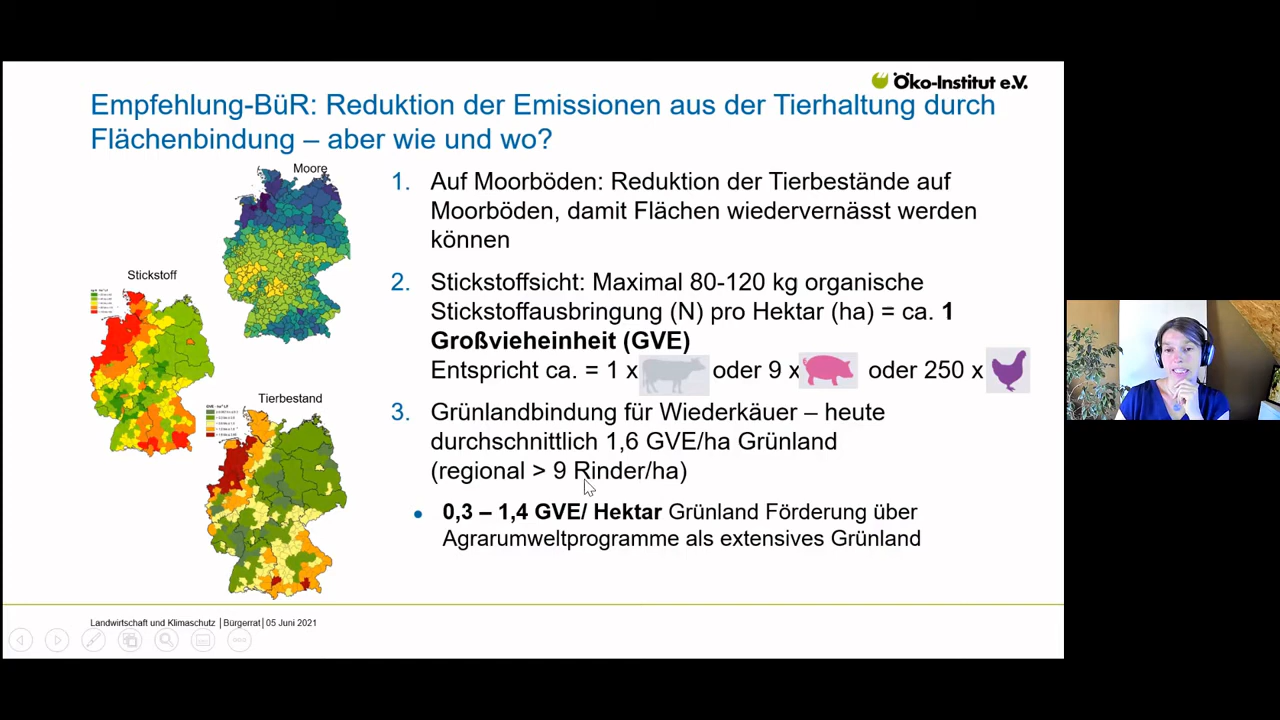 Öko-Institut e.V.
Empfehlung-BüR: Reduktion der Emissionen aus der Tierhaltung durch
Flächenbindung – aber wie und wo?
Moore
Stickstoff
Tierbestand
1. Auf Moorböden: Reduktion der Tierbestände auf
Moorböden, damit Flächen wiedervernässt werden
können
2. Stickstoffsicht: Maximal 80-120 kg organische
Stickstoffausbringung (N) pro Hektar (ha) = ca. 1
Großvieheinheit (GVE)
Entspricht ca. = 1 x oder 9 x oder 250 x
3. Grünlandbindung für Wiederkäuer – heute
durchschnittlich 1,6 GVE/ha Grünland
(regional > 9 Rinder/ha)
• 0,3 – 1,4 GVE/ Hektar Grünland Förderung über
Agrarumweltprogramme als extensives Grünland
Landwirtschaft und Klimaschutz │Bürgerrat│05 Juni 2021